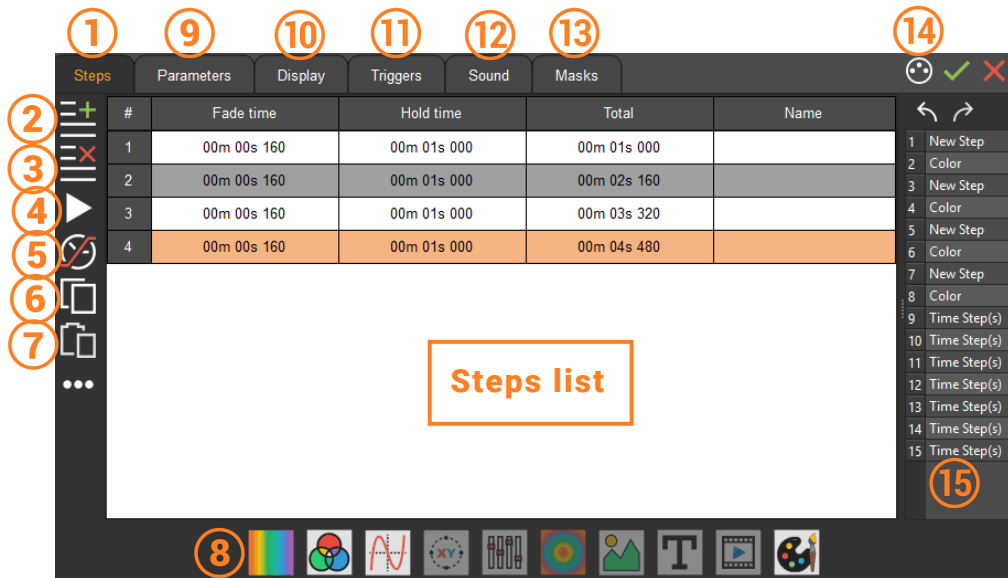 1 9 10 11 12 13 14
Steps Parameters Display Triggers Sound Masks
# Fade time Hold time Total Name
1 00m 00s 160 00m 01s 000 00m 01s 000
2 00m 00s 160 00m 01s 000 00m 02s 160
3 00m 00s 160 00m 01s 000 00m 03s 320
4 00m 00s 160 00m 01s 000 00m 04s 480
2
3
4
5
6
7
Steps list
1 New Step
2 Color
3 New Step
4 Color
5 New Step
6 Color
7 New Step
8 Color
9 Time Step(s)
10 Time Step(s)
11 Time Step(s)
12 Time Step(s)
13 Time Step(s)
14 Time Step(s)
15 Time Step(s)
15
8
XY
T